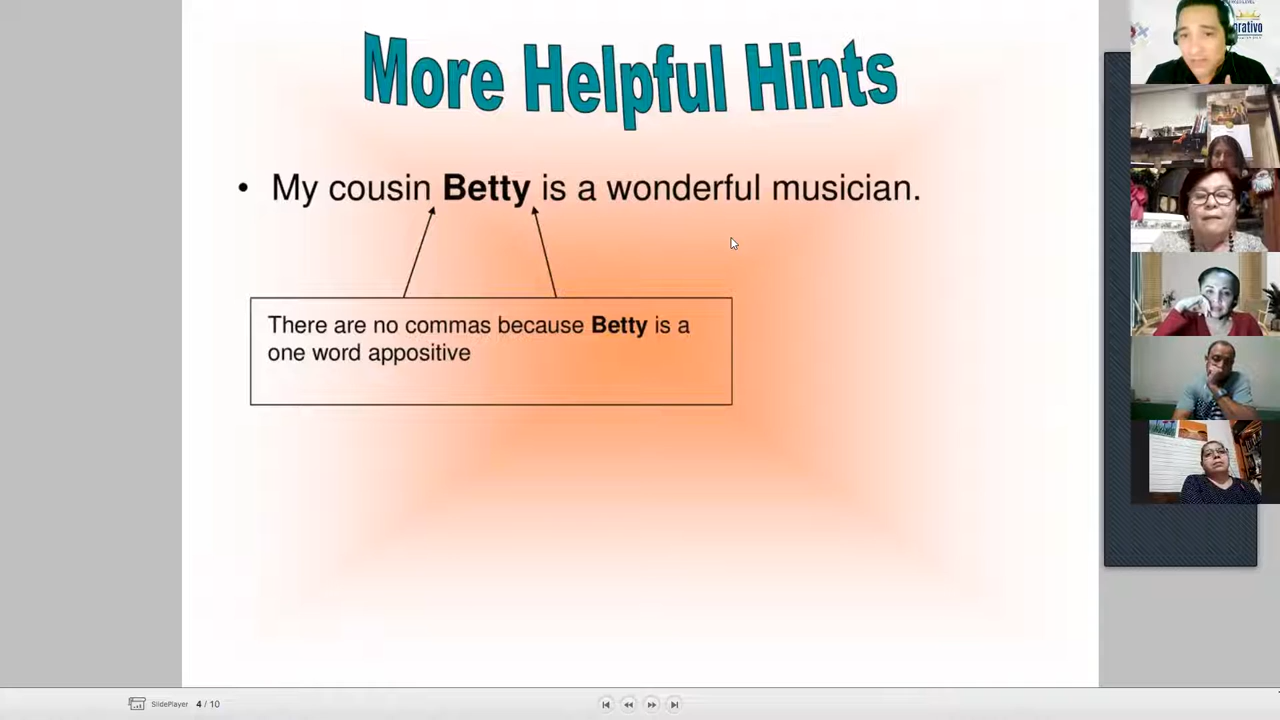 More Helpful Hints
• My cousin Betty is a wonderful musician.
There are no commas because Betty is a
one word appositive
SlidePlayer 4 / 10